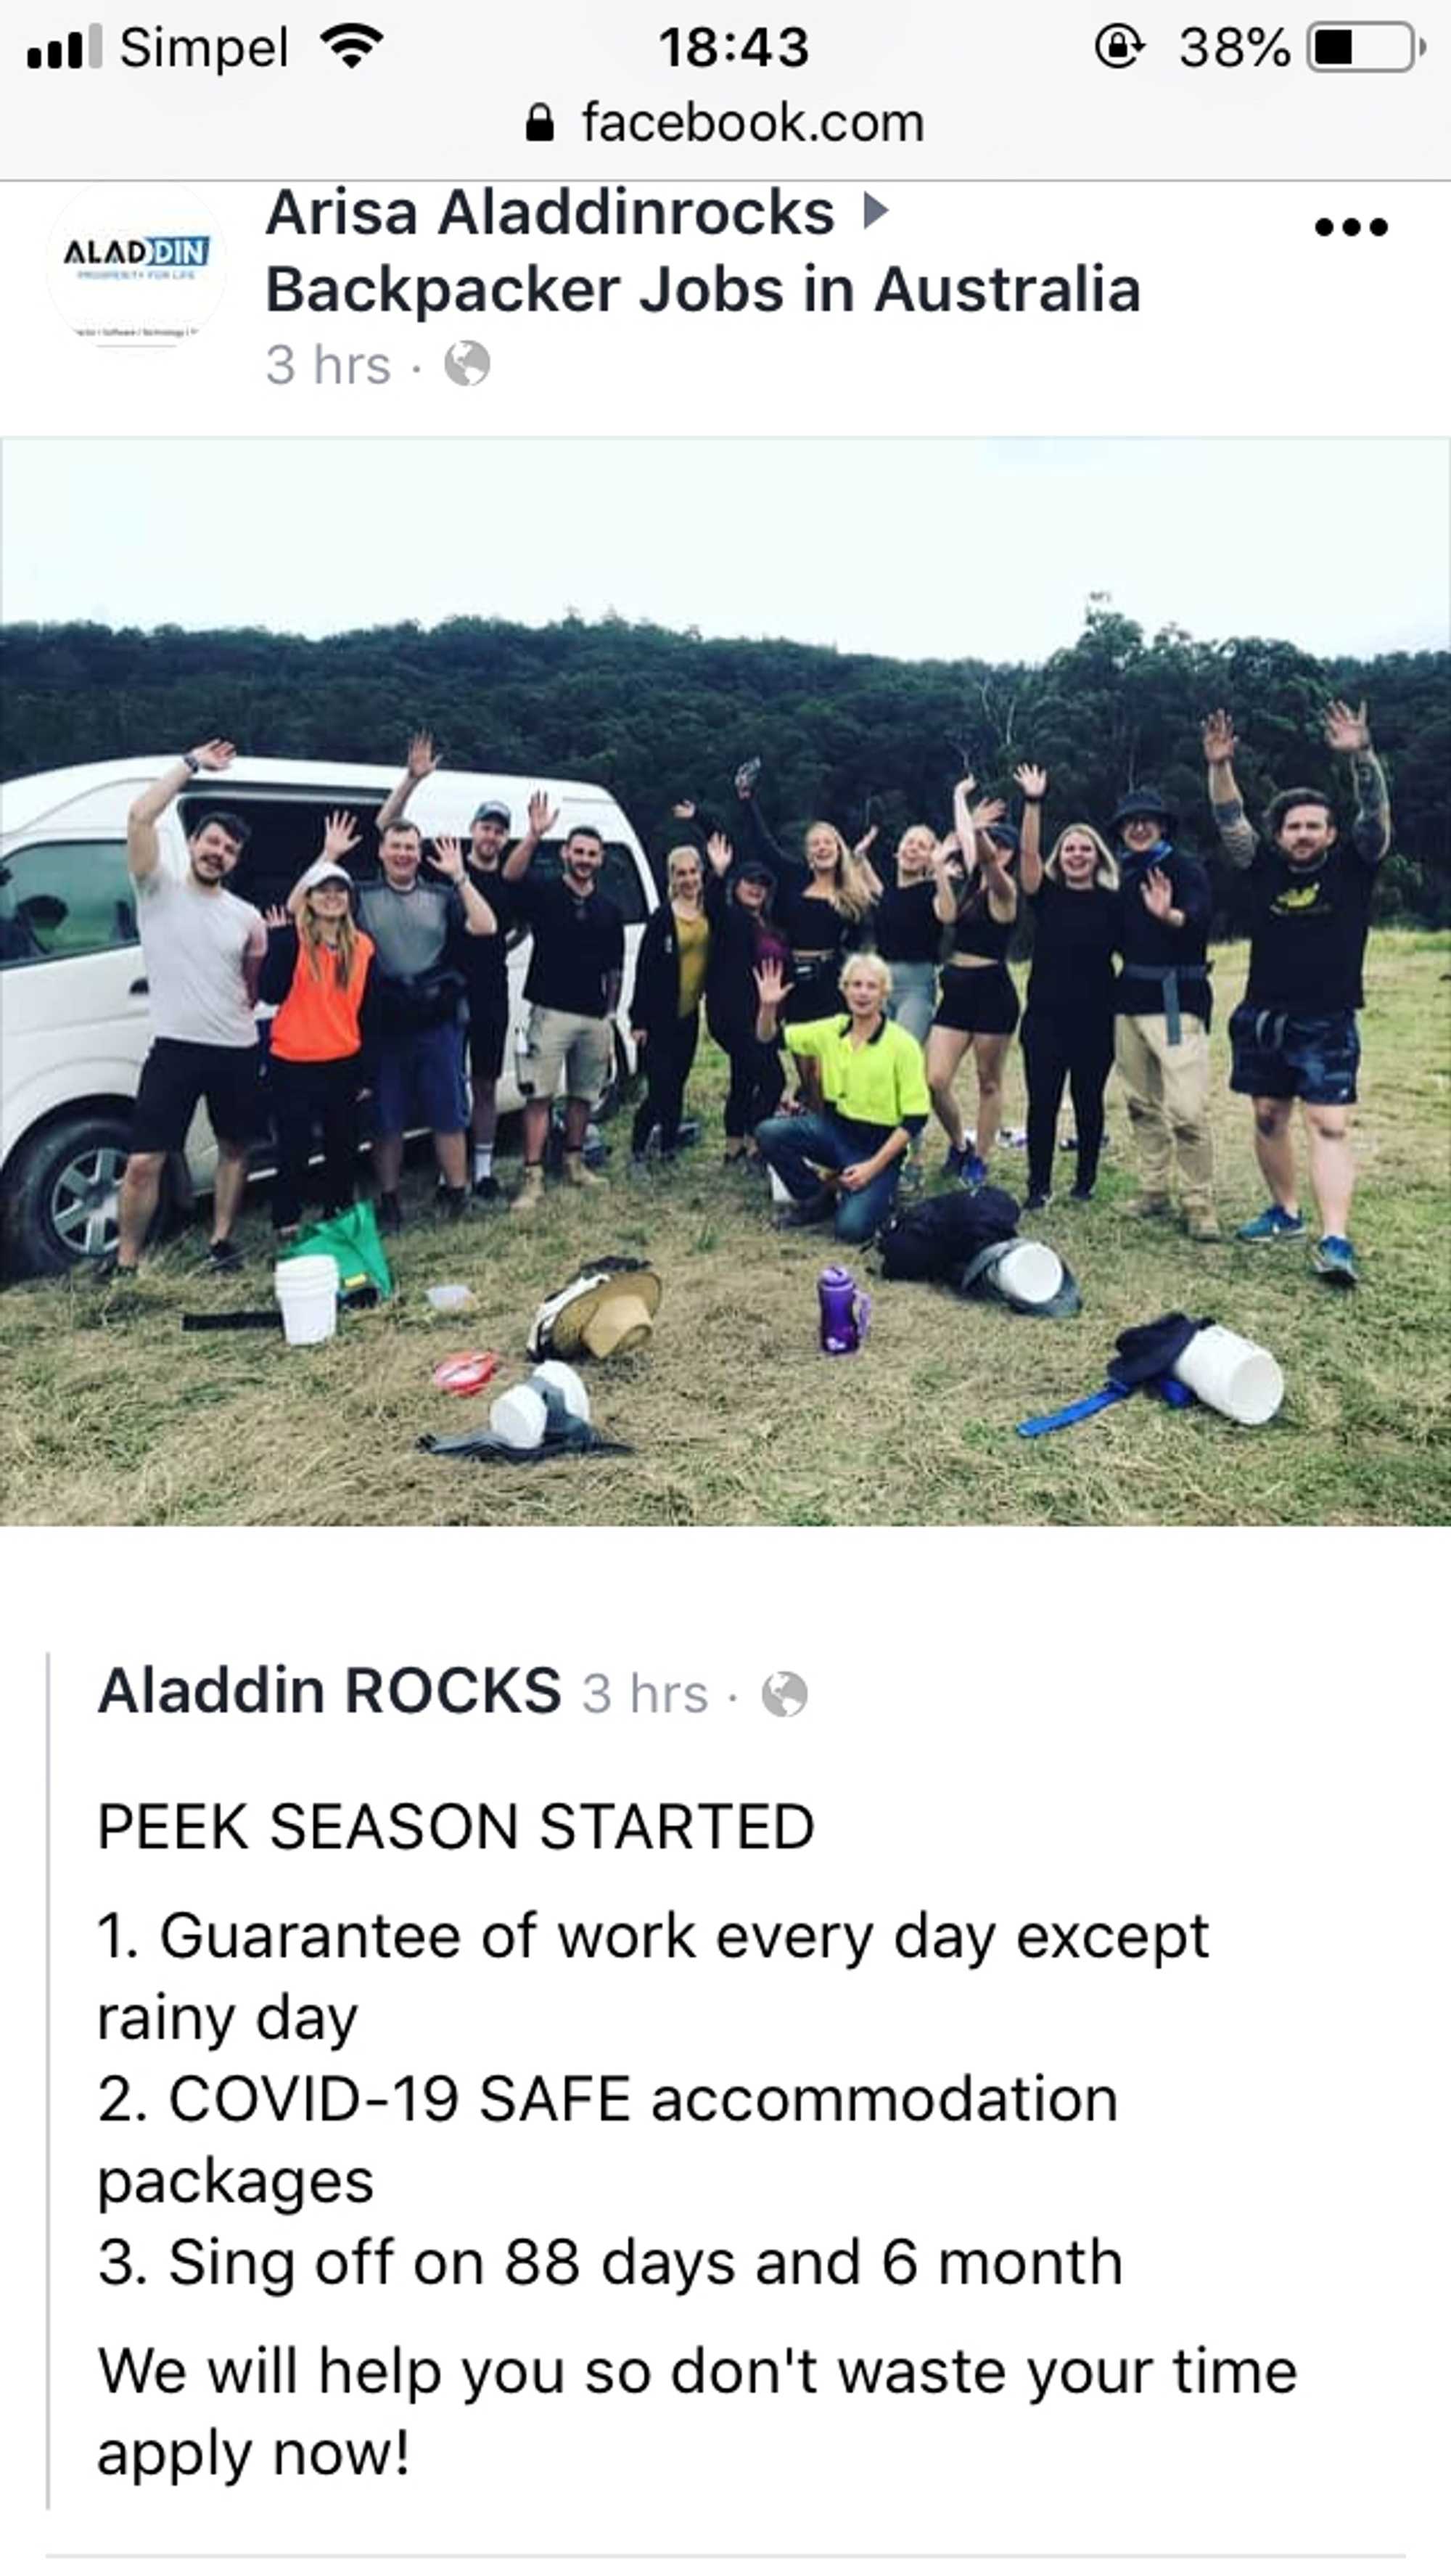 Simpel 18:43 38%
facebook.com
ALADDIN
PROSPERITY FOR LIFE
Arisa Aladdinrocks
Backpacker Jobs in Australia
3 hrs ·
Aladdin ROCKS 3 hrs ·
PEEK SEASON STARTED
1. Guarantee of work every day except
rainy day
2. COVID-19 SAFE accommodation
packages
3. Sing off on 88 days and 6 month
We will help you so don't waste your time
apply now!